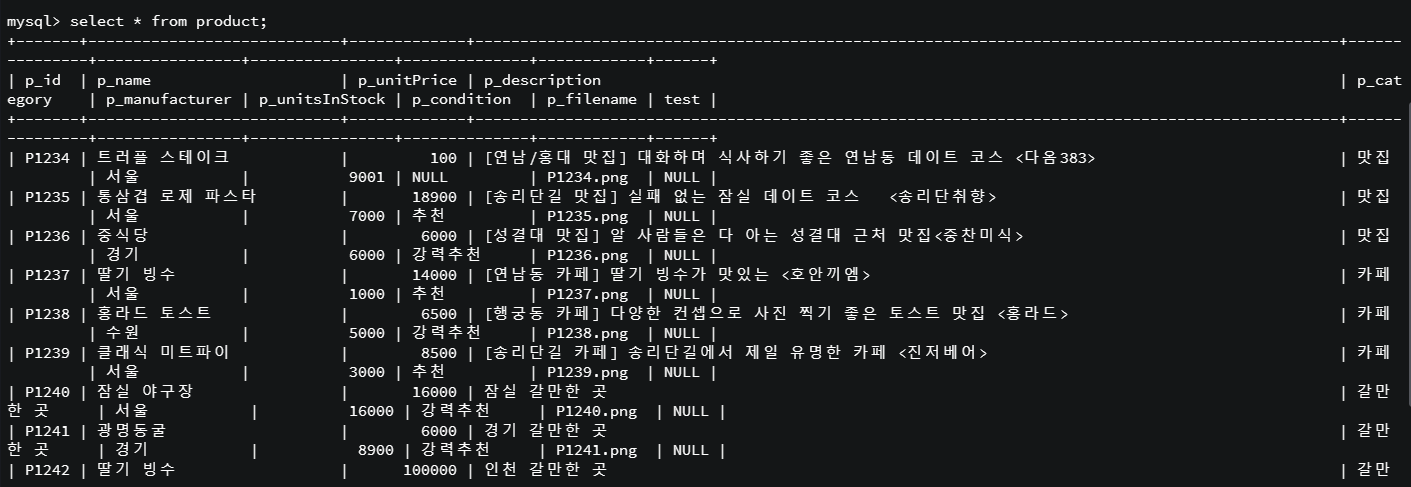 mysql> select * from product;
+-------+----------------------------+-------------+------------------------------------------------------------------------------------------------+------
---------+----------------+----------------+--------------+------------+------+
| p_id | p_name | p_unitPrice | p_description | p_cat
egory | p_manufacturer | p_unitsInStock | p_condition | p_filename | test |
+-------+----------------------------+-------------+------------------------------------------------------------------------------------------------+------
---------+----------------+----------------+--------------+------------+------+
| P1234 | 트러플 스테이크 | 100 | [연남/홍대 맛집] 대화하며 식사하기 좋은 연남동 데이트 코스 <다움383> | 맛집
| 서울 | 9001 | NULL | P1234.png | NULL |
| P1235 | 통삼겹 로제 파스타 | 18900 | [송리단길 맛집] 실패 없는 잠실 데이트 코스 <송리단취향> | 맛집
| 서울 | 7000 | 추천 | P1235.png | NULL |
| P1236 | 중식당 | 6000 | [성결대 맛집] 알 사람들은 다 아는 성결대 근처 맛집<중찬미식> | 맛집
| 경기 | 6000 | 강력추천 | P1236.png | NULL |
| P1237 | 딸기 빙수 | 14000 | [연남동 카페] 딸기 빙수가 맛있는 <호안끼엠> | 카페
| 서울 | 1000 | 추천 | P1237.png | NULL |
| P1238 | 홍라드 토스트 | 6500 | [행궁동 카페] 다양한 컨셉으로 사진 찍기 좋은 토스트 맛집 <홍라드> | 카페
| 수원 | 5000 | 강력추천 | P1238.png | NULL |
| P1239 | 클래식 미트파이 | 8500 | [송리단길 카페] 송리단길에서 제일 유명한 카페 <진저베어> | 카페
| 서울 | 3000 | 추천 | P1239.png | NULL |
| P1240 | 잠실 야구장 | 16000 | 잠실 갈만한 곳 | 갈만
한 곳 | 서울 | 16000 | 강력추천 | P1240.png | NULL |
| P1241 | 광명동굴 | 6000 | 경기 갈만한 곳 | 갈만
한 곳 | 경기 | 8900 | 강력추천 | P1241.png | NULL |
| P1242 | 딸기 빙수 | 100000 | 인천 갈만한 곳 | 갈만